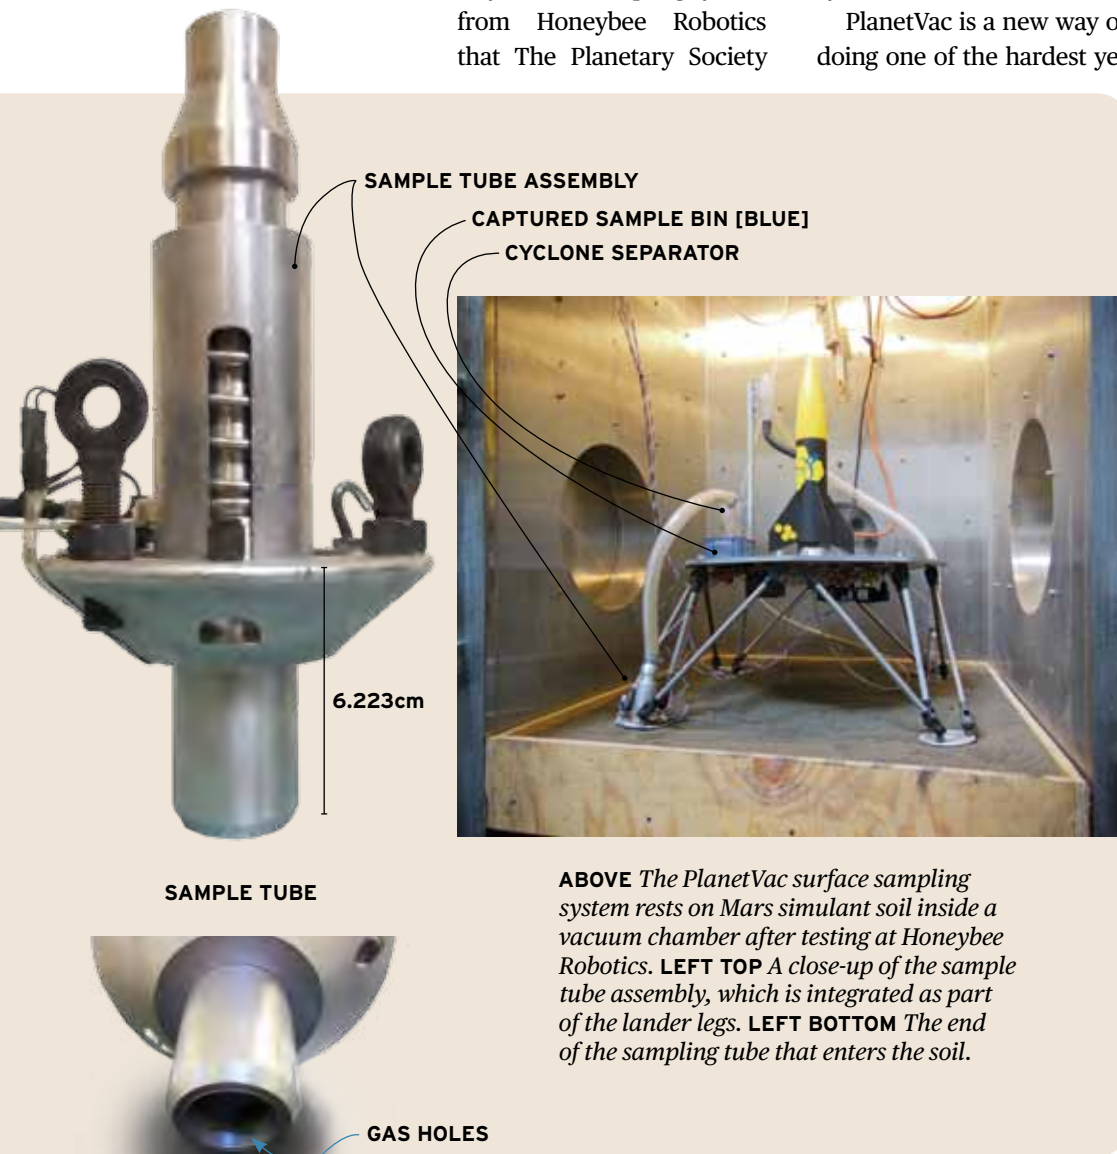 from Honeybee Robotics
that The Planetary Society
PlanetVac is a new way o
doing one of the hardest ye
SAMPLE TUBE ASSEMBLY
CAPTURED SAMPLE BIN [BLUE]
CYCLONE SEPARATOR
6.223cm
SAMPLE TUBE
ABOVE The PlanetVac surface sampling
system rests on Mars simulant soil inside a
vacuum chamber after testing at Honeybee
Robotics. LEFT TOP A close-up of the sample
tube assembly, which is integrated as part
of the lander legs. LEFT BOTTOM The end
of the sampling tube that enters the soil.
GAS HOLES